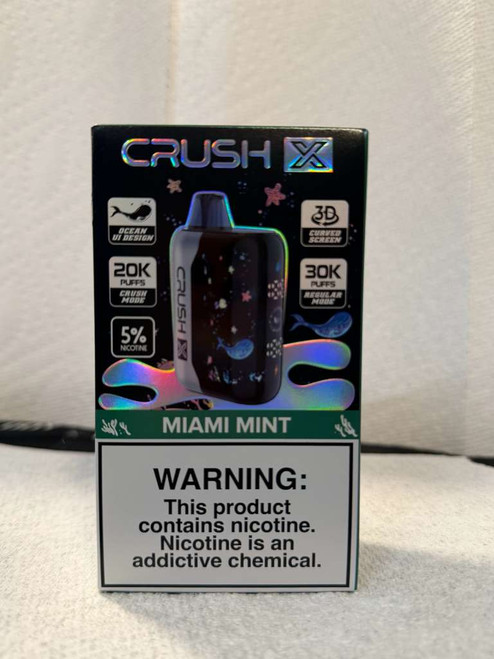 CRUSH X
OCEAN
UI DESIGN
3D
CURVED
SCREEN
20K
PUFFS
CRUSH
MODE
30K
PUFFS
REGULAR
MODE
5%
NICOTINE
CRUSH X
MIAMI MINT
WARNING:
This product
contains nicotine.
Nicotine is an
addictive chemical.